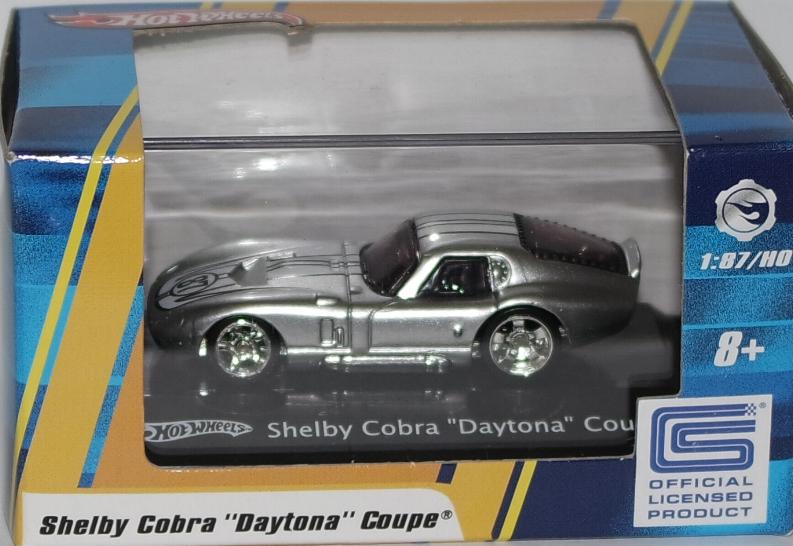 HOT WHEELS
1:87/HO
8+
HOT WHEELS Shelby Cobra "Daytona" Cou
CS®
OFFICIAL
LICENSED
PRODUCT
Shelby Cobra "Daytona" Coupe®